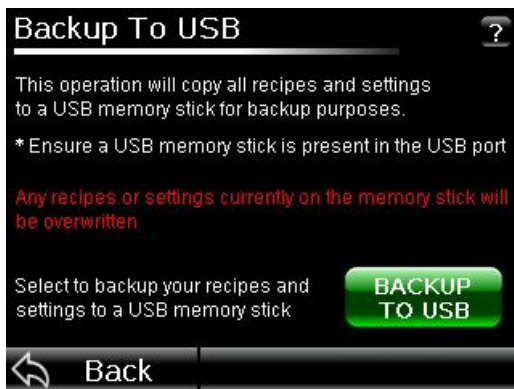 Backup To USB
?
This operation will copy all recipes and settings
to a USB memory stick for backup purposes.
* Ensure a USB memory stick is present in the USB port
Any recipes or settings currently on the memory stick will
be overwritten
Select to backup your recipes and
settings to a USB memory stick
BACKUP
TO USB
Back